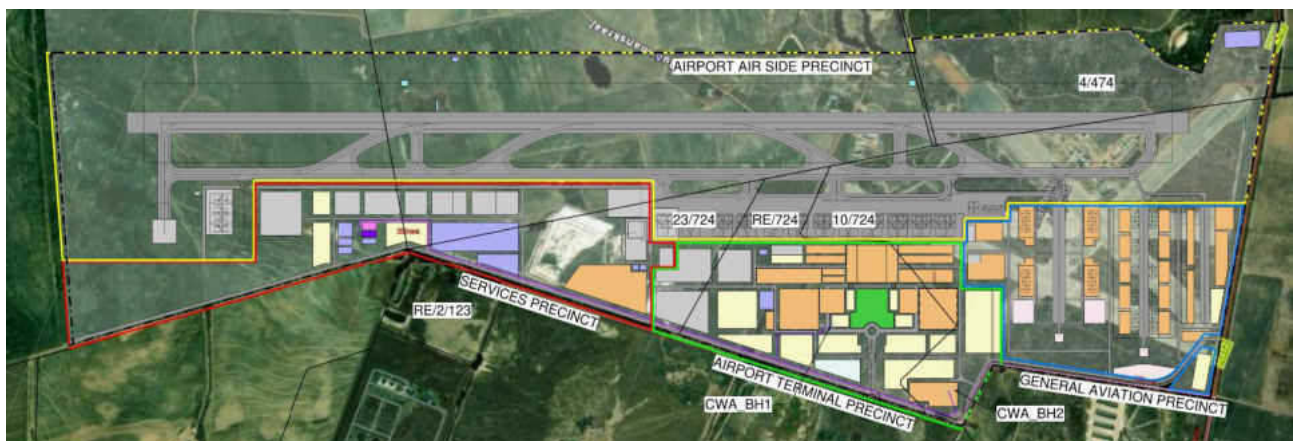 AIRPORT AIR SIDE PRECINCT
4/474
23/724
RE/724
10/724
SERVICES PRECINCT
RE/2/123
AIRPORT TERMINAL PRECINCT
CWA_BH1
CWA_BH2
GENERAL AVIATION PRECINCT